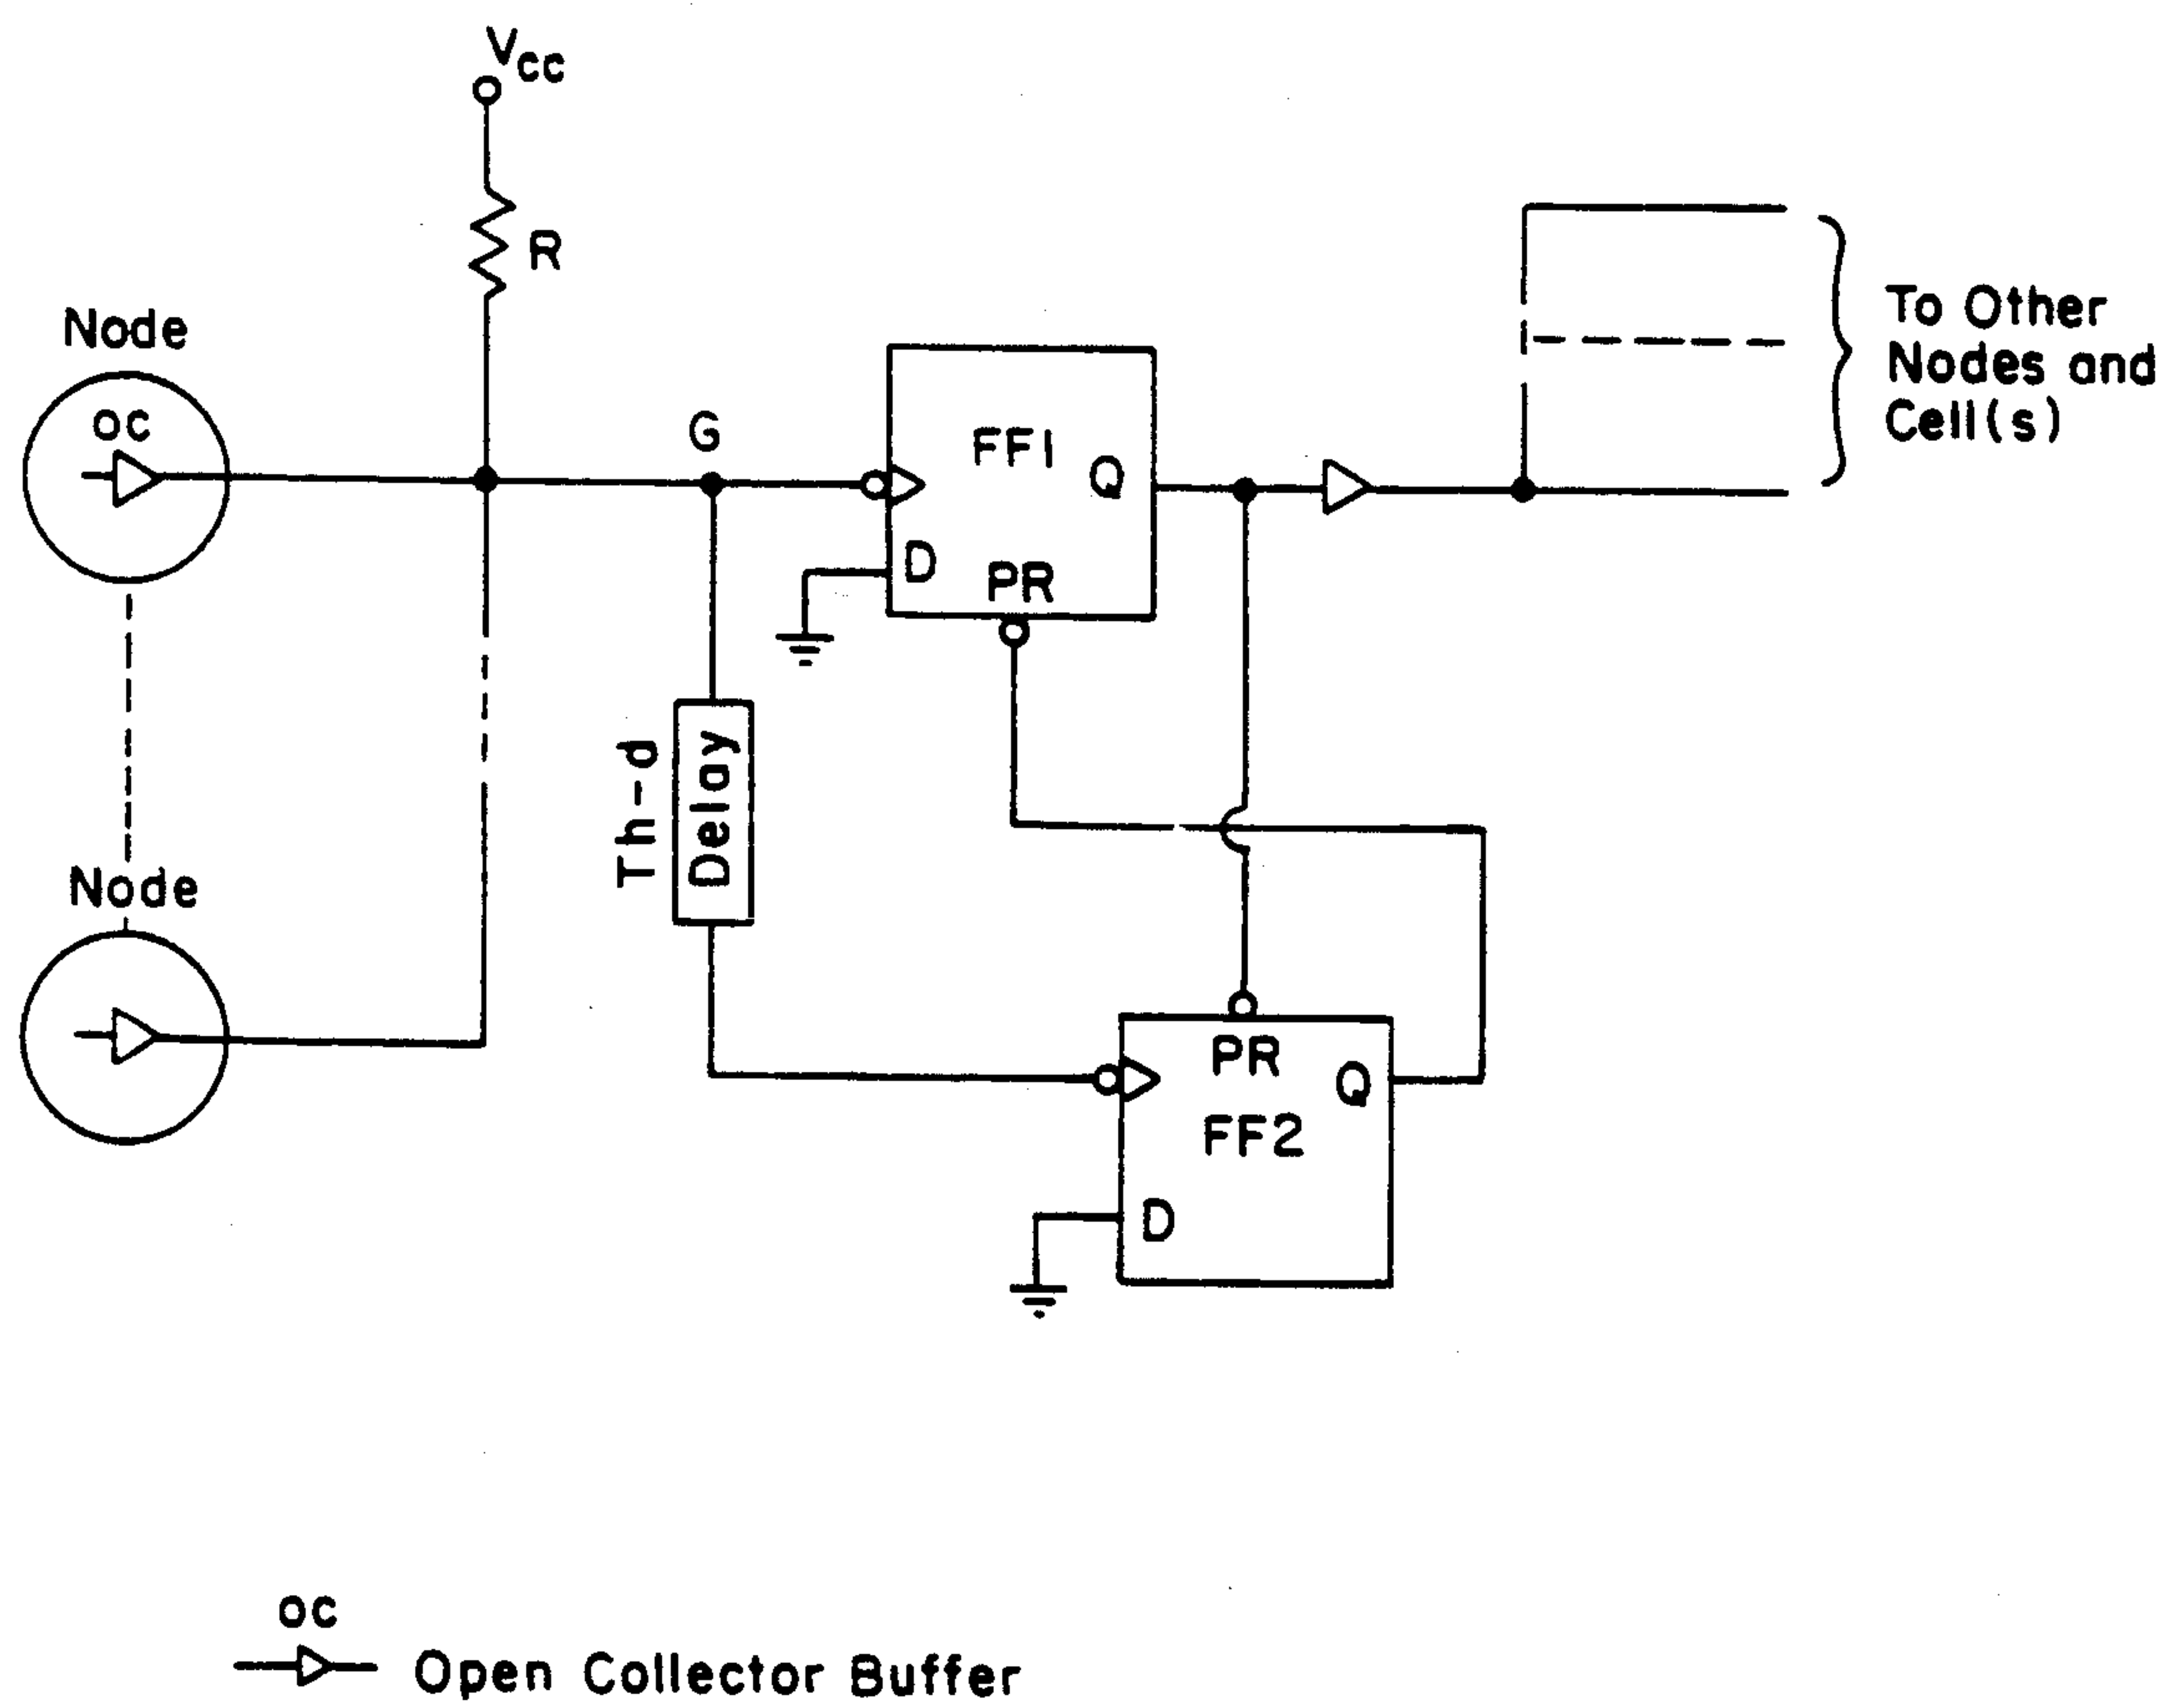 Vcc
R
Node
OC
G
FF1
Q
D
PR
To Other
Nodes and
Cell(s)
Th-d
Delay
Node
PR
Q
FF2
D
OC
Open Collector Buffer